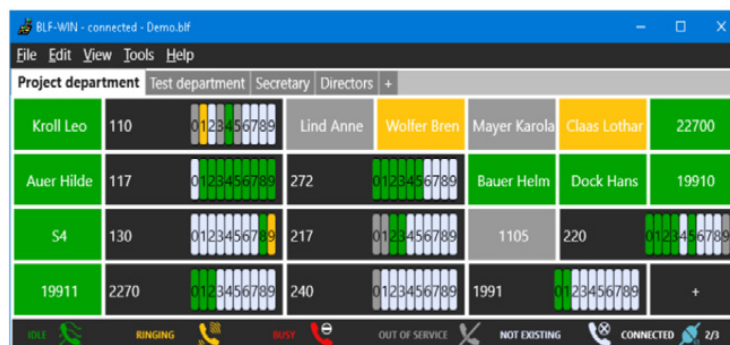 BLF-WIN - connected - Demo.blf
File Edit View Tools Help
Project department Test department Secretary Directors +
Kroll Leo 110 0123456789 Lind Anne Wolfer Bren Mayer Karola Claas Lothar 22700
Auer Hilde 117 0123456789 272 0123456789 Bauer Helm Dock Hans 19910
S4 130 0123456789 217 0123456789 1105 220 0123456789
19911 2270 0123456789 240 0123456789 1991 0123456789 +
IDLE RINGING BUSY OUT OF SERVICE NOT EXISTING CONNECTED 2/3